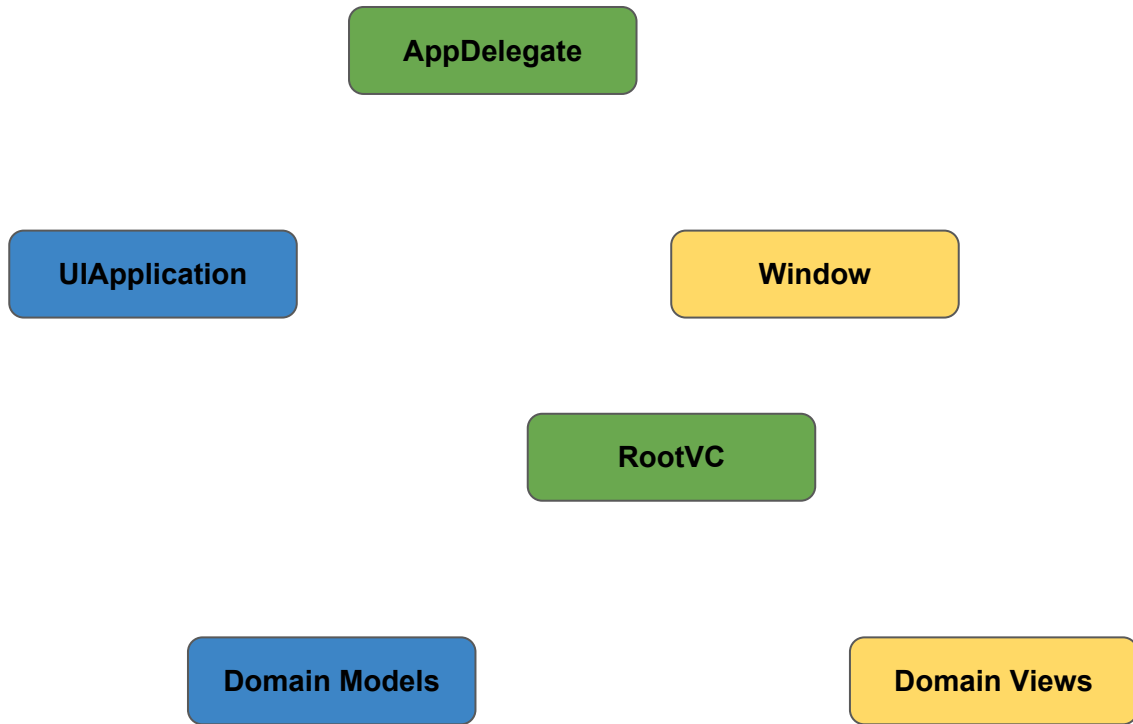 AppDelegate
UIApplication
Window
RootVC
Domain Models
Domain Views